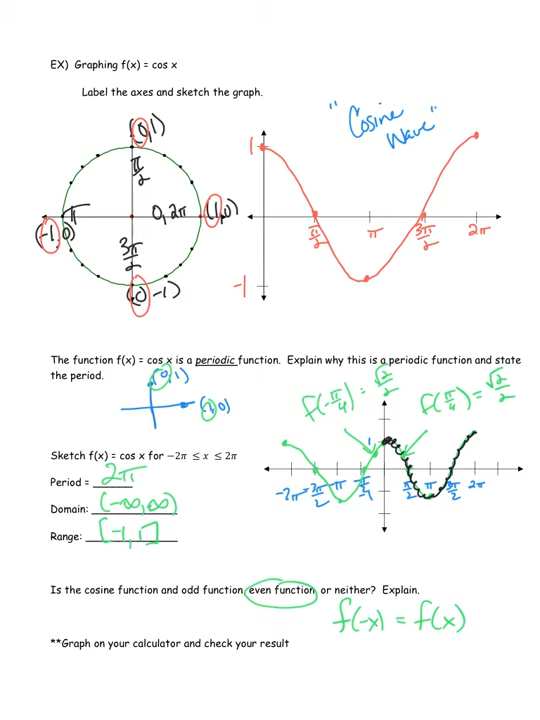 EX) Graphing f(x) = cos x
Label the axes and sketch the graph.
" Cosine
Wave "
(0,1)
π/2
π
0, 2π
(1,0)
(-1,0)
3π/2
(0,-1)
1
π/2
π
3π/2
2π
-1
The function f(x) = cos x is a periodic function. Explain why this is a periodic function and state
the period.
(0,1)
f(-π/4) = √2/2
f(π/4) = √2/2
Sketch f(x) = cos x for −2π ≤ x ≤ 2π
Period = 2π
Domain: (-∞,∞)
Range: [-1,1]
1
-2π
-π
π/2
π
3π/2
2π
Is the cosine function and odd function even function or neither? Explain.
f(-x) = f(x)
**Graph on your calculator and check your result